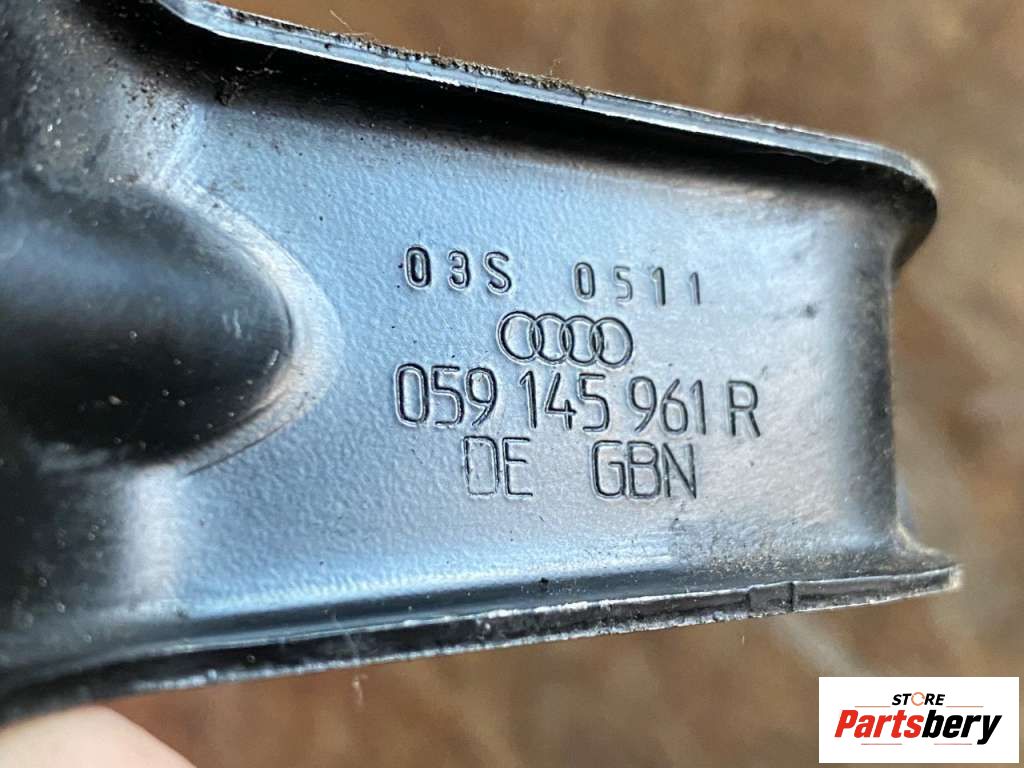 03S 0511
059 145 961 R
DE GBN
STORE
Partsbery